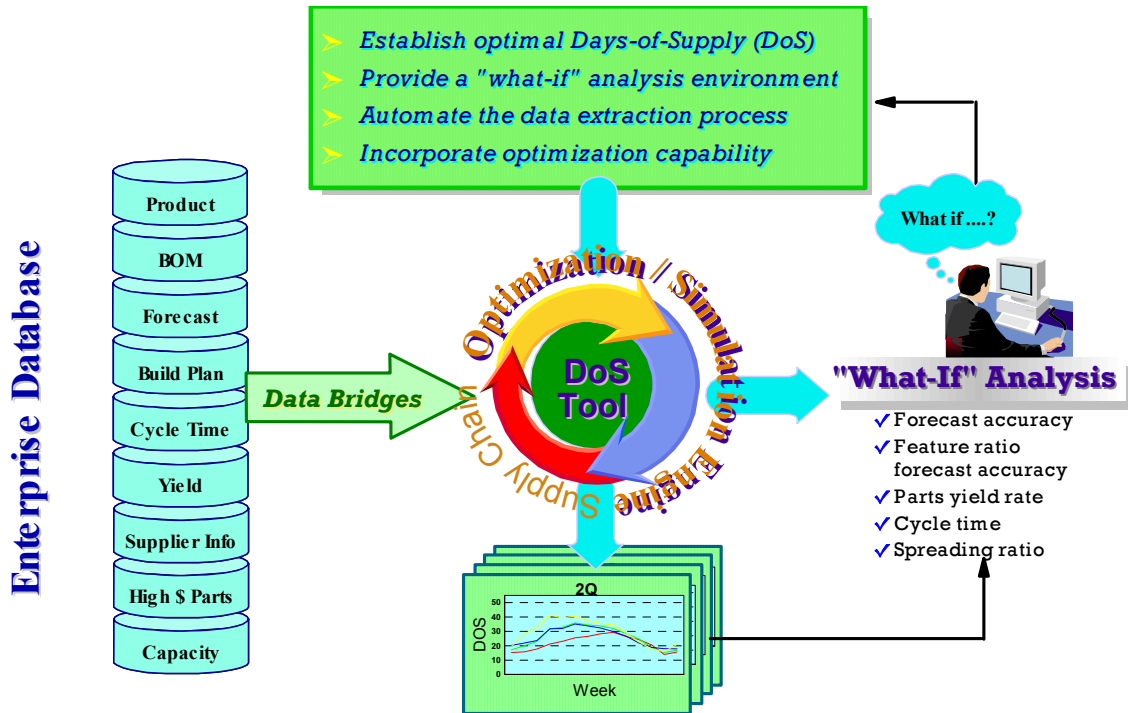 Establish optimal Days-of-Supply (DoS)
Provide a "what-if" analysis environment
Automate the data extraction process
Incorporate optimization capability
Enterprise Database
Product
BOM
Forecast
Build Plan
Cycle Time
Yield
Supplier Info
High $ Parts
Capacity
Data Bridges
Supply Chain Optimization // Simulation Engine
DoS
Tool
What if ....?
"What-If" Analysis
Forecast accuracy
Feature ratio
forecast accuracy
Parts yield rate
Cycle time
Spreading ratio
2Q
DOS
50
40
30
20
10
0
Week